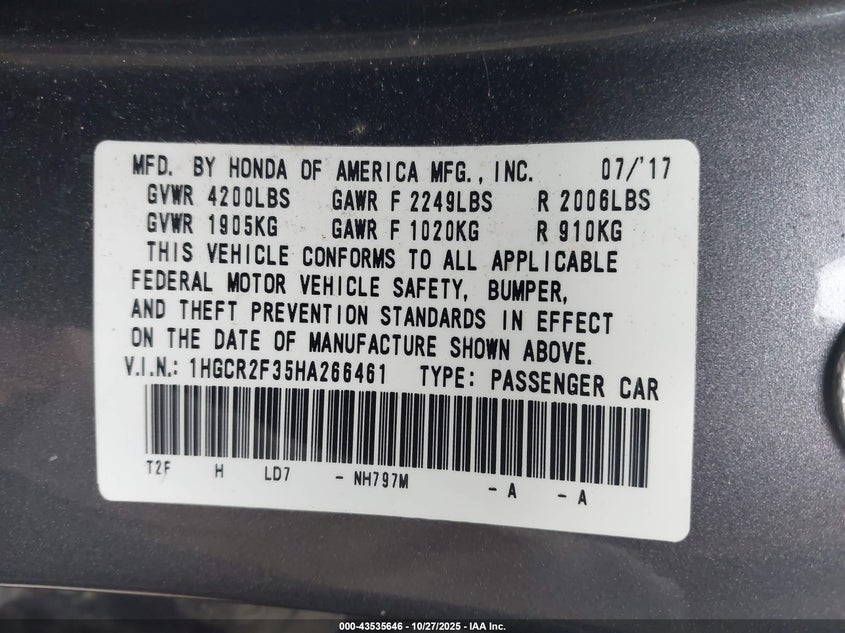 MFD. BY HONDA OF AMERICA MFG., INC. 07/'17
GVWR 4200LBS GAWR F 2249LBS R 2006LBS
GVWR 1905KG GAWR F 1020KG R 910KG
THIS VEHICLE CONFORMS TO ALL APPLICABLE
FEDERAL MOTOR VEHICLE SAFETY, BUMPER,
AND THEFT PREVENTION STANDARDS IN EFFECT
ON THE DATE OF MANUFACTURE SHOWN ABOVE.
V.I.N.: 1HGCR2F35HA266461 TYPE: PASSENGER CAR
T2F H LD7 - NH797M - A - A
000-43535646 | 10/27/2025 | IAA Inc.